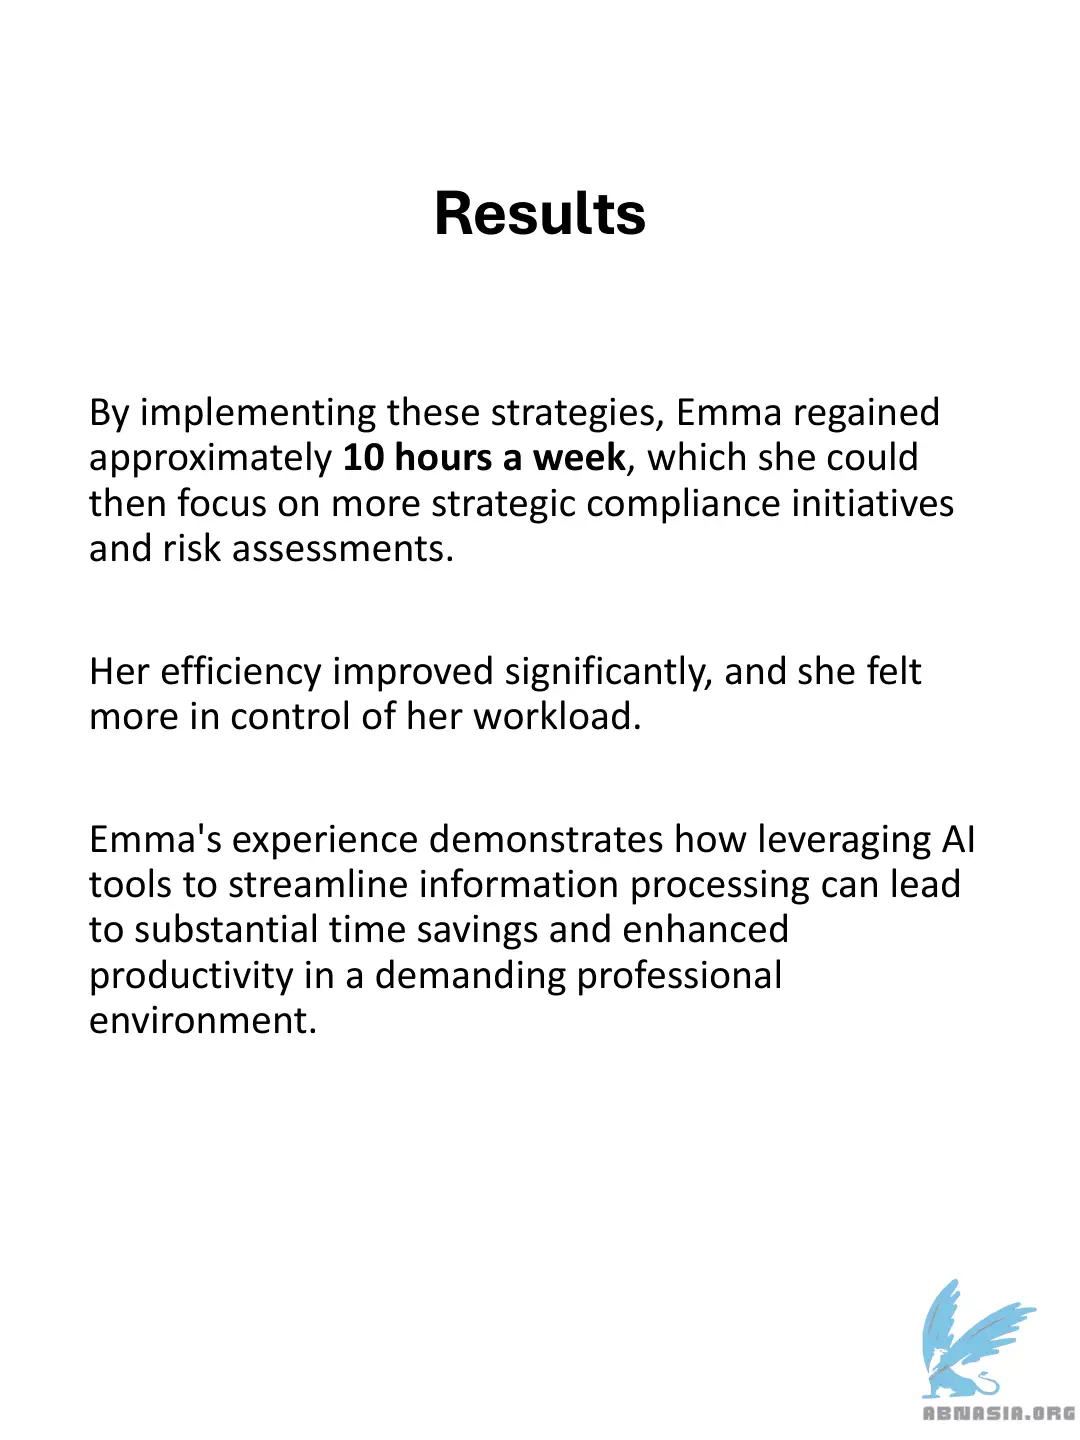 Results
By implementing these strategies, Emma regained
approximately 10 hours a week, which she could
then focus on more strategic compliance initiatives
and risk assessments.
Her efficiency improved significantly, and she felt
more in control of her workload.
Emma's experience demonstrates how leveraging AI
tools to streamline information processing can lead
to substantial time savings and enhanced
productivity in a demanding professional
environment.
ABNASIA.ORG